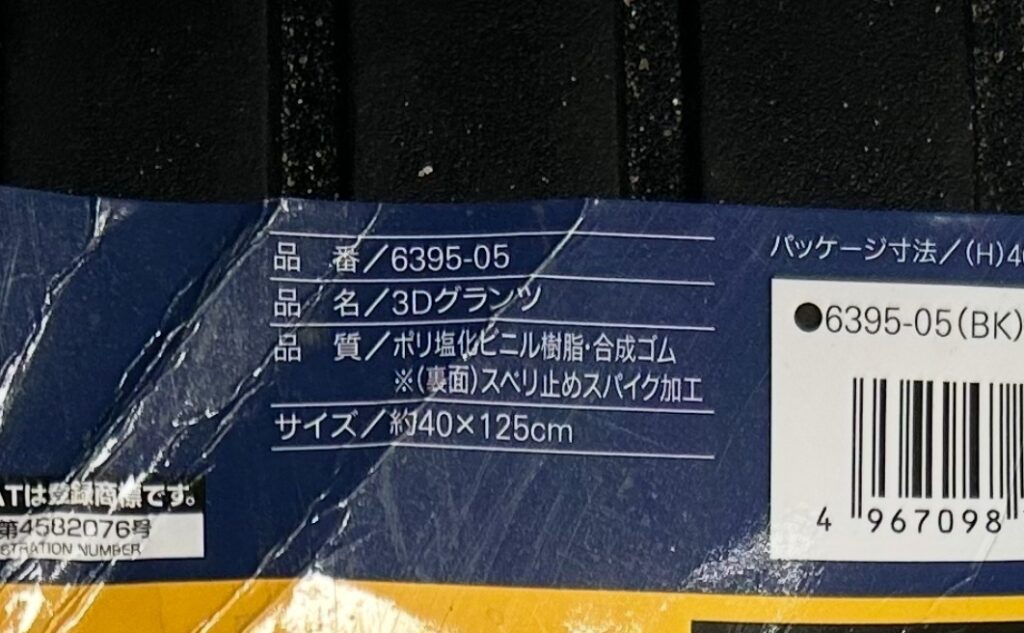 品 番/6395-05
品 名/3Dグランツ
品 質/ポリ塩化ビニル樹脂・合成ゴム
※(裏面)スベリ止めスパイク加工
サイズ/約40×125cm
パッケージ寸法/(H)4
●6395-05(BK)
4 967098
ATは登録商標です。
第4582076号
STRATION NUMBER